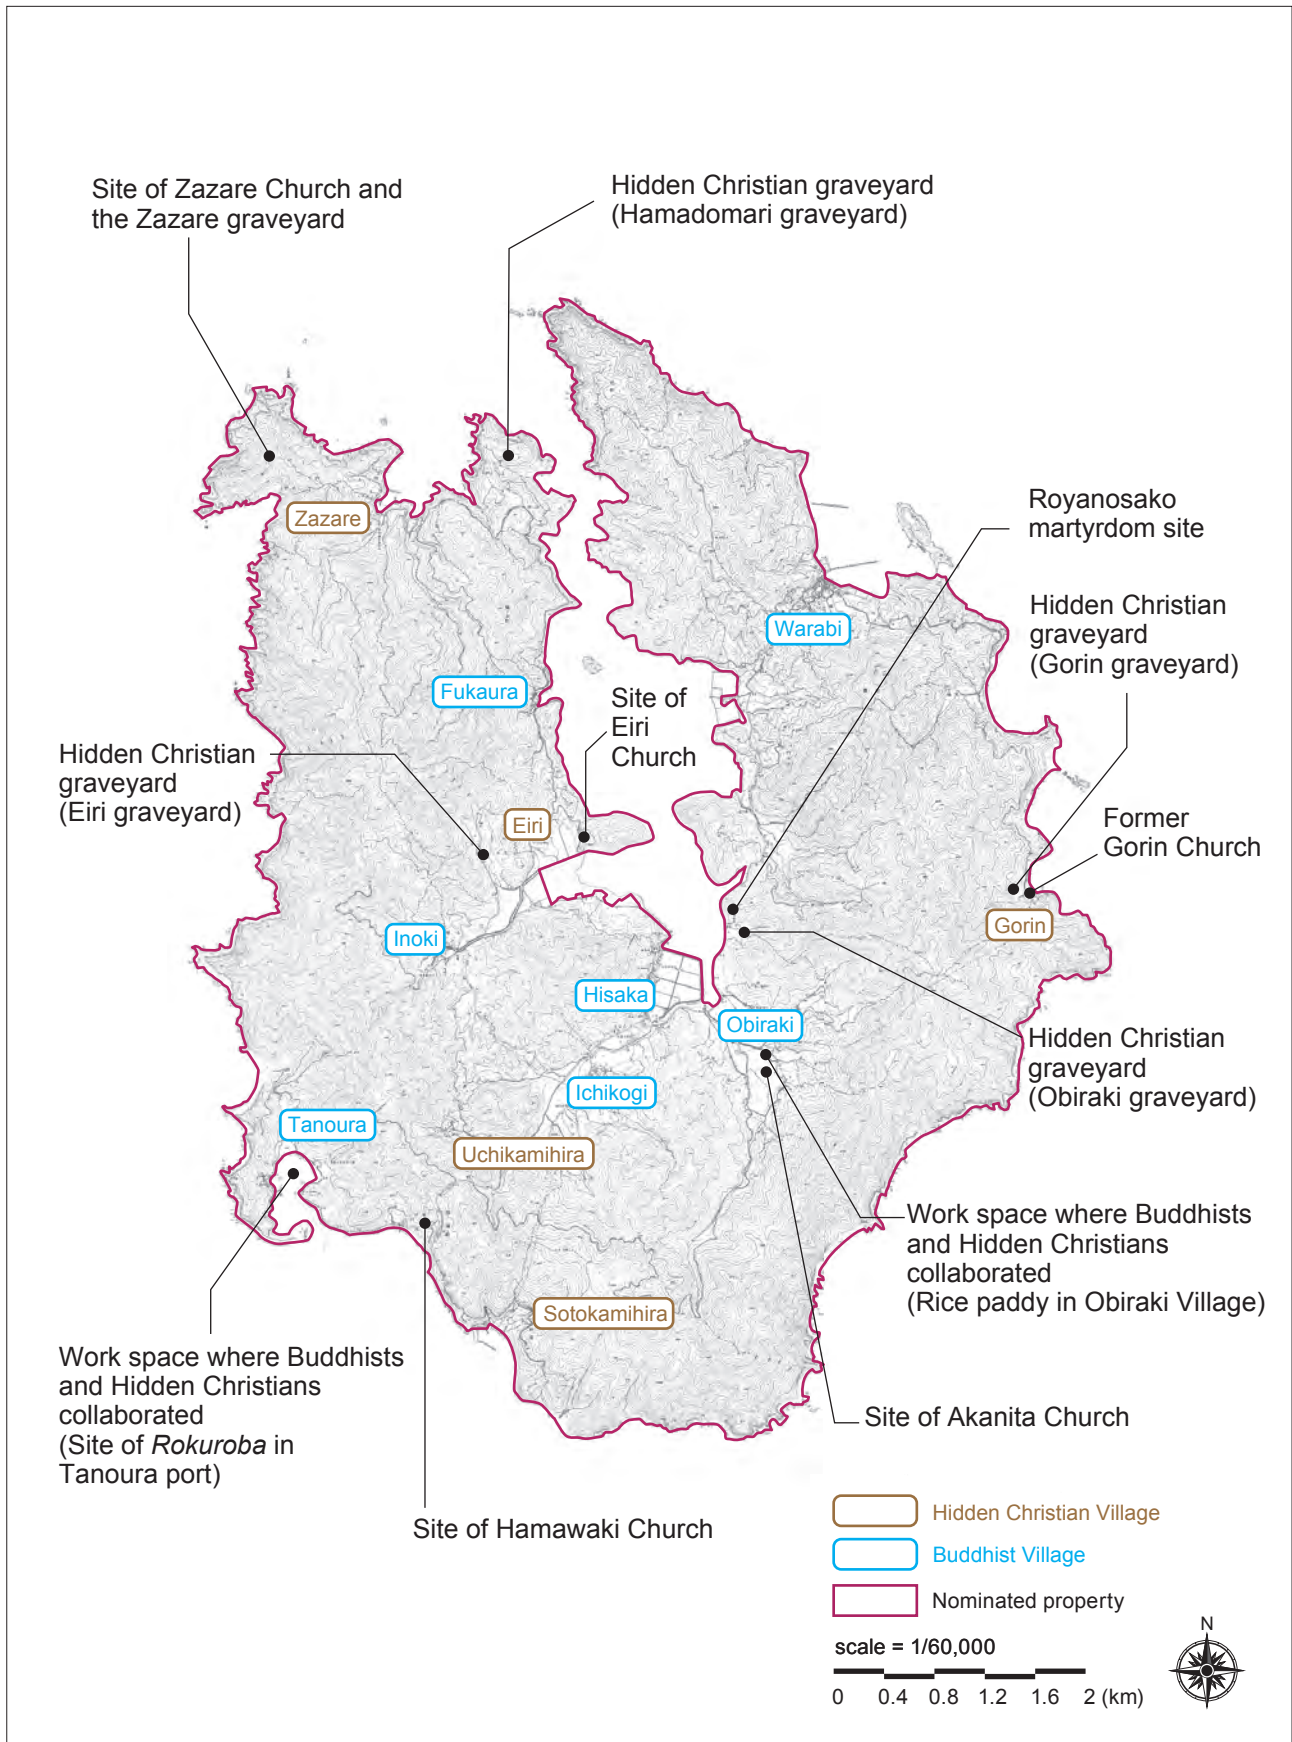 Site of Zazare Church and
the Zazare graveyard
Hidden Christian graveyard
(Hamadomari graveyard)
Zazare
Royanosako
martyrdom site
Hidden Christian
graveyard
(Gorin graveyard)
Warabi
Fukaura
Site of
Eiri
Church
Hidden Christian
graveyard
(Eiri graveyard)
Eiri
Former
Gorin Church
Gorin
Inoki
Hisaka
Obiraki
Hidden Christian
graveyard
(Obiraki graveyard)
Ichikogi
Tanoura
Uchikamihira
Work space where Buddhists
and Hidden Christians
collaborated
(Rice paddy in Obiraki Village)
Sotokamihira
Work space where Buddhists
and Hidden Christians
collaborated
(Site of Rokuroba in
Tanoura port)
Site of Akanita Church
Site of Hamawaki Church
Hidden Christian Village
Buddhist Village
Nominated property
scale = 1/60,000
0 0.4 0.8 1.2 1.6 2 (km)
N